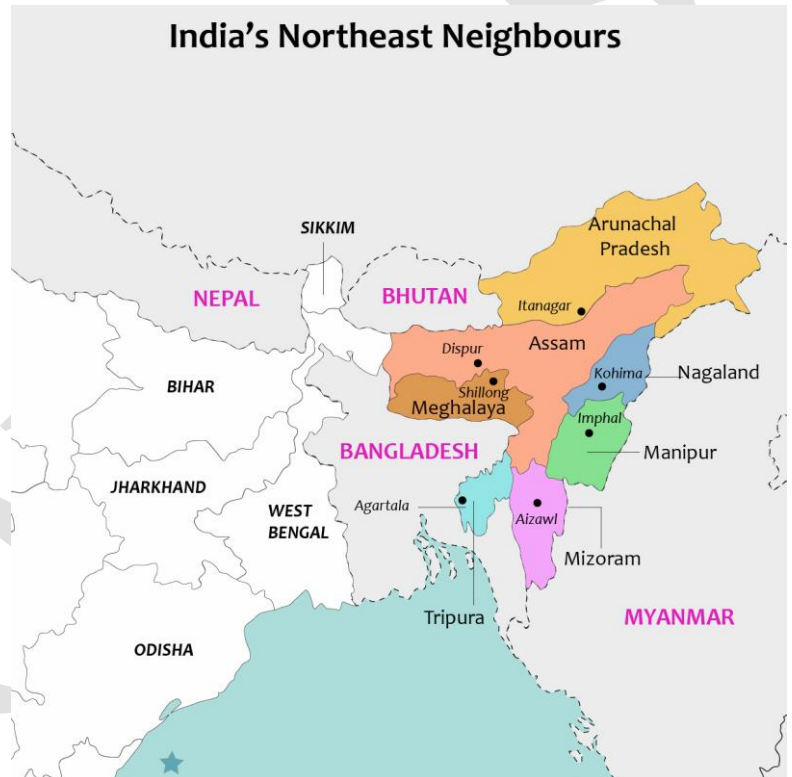 India's Northeast Neighbours
Arunachal
Pradesh
SIKKIM
NEPAL
BHUTAN
Itanagar
Dispur
Assam
BIHAR
Kohima
Nagaland
Shillong
Meghalaya
Imphal
BANGLADESH
Manipur
JHARKHAND
WEST
BENGAL
Agartala
Aizawl
Mizoram
Tripura
MYANMAR
ODISHA